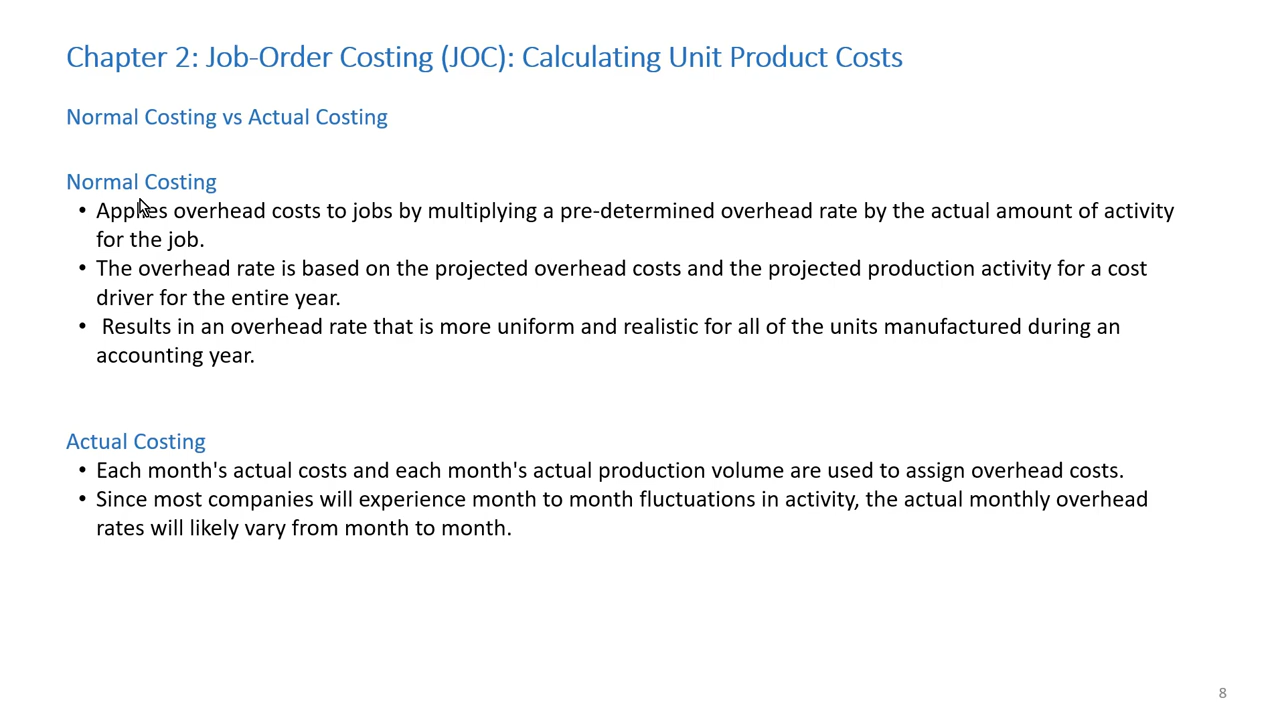 Chapter 2: Job-Order Costing (JOC): Calculating Unit Product Costs
Normal Costing vs Actual Costing
Normal Costing
• Applies overhead costs to jobs by multiplying a pre-determined overhead rate by the actual amount of activity
for the job.
• The overhead rate is based on the projected overhead costs and the projected production activity for a cost
driver for the entire year.
• Results in an overhead rate that is more uniform and realistic for all of the units manufactured during an
accounting year.
Actual Costing
• Each month's actual costs and each month's actual production volume are used to assign overhead costs.
• Since most companies will experience month to month fluctuations in activity, the actual monthly overhead
rates will likely vary from month to month.
8